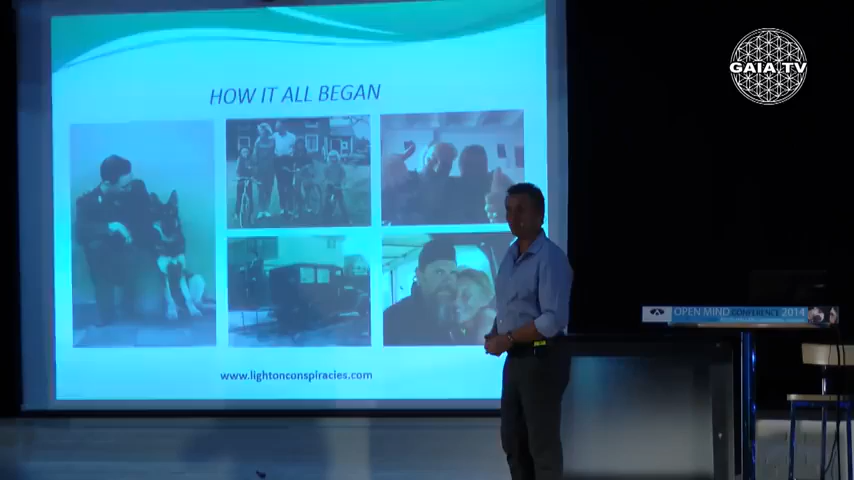 GAIA TV
HOW IT ALL BEGAN
www.lightonconspiracies.com
OPEN MIND CONFERENCE 2014